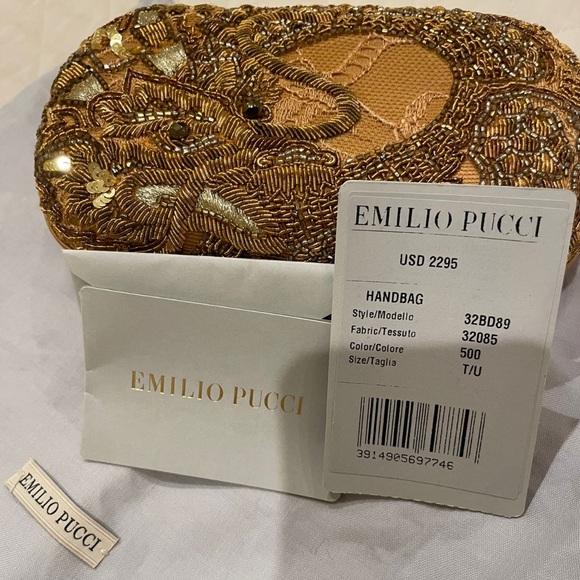 EMILIO PUCCI
USD 2295
HANDBAG
Style/Modello 32BD89
Fabric/Tessuto 32085
Color/Colore 500
Size/Taglia T/U
3914905697746
EMILIO PUCCI
EMILIO PUCCI